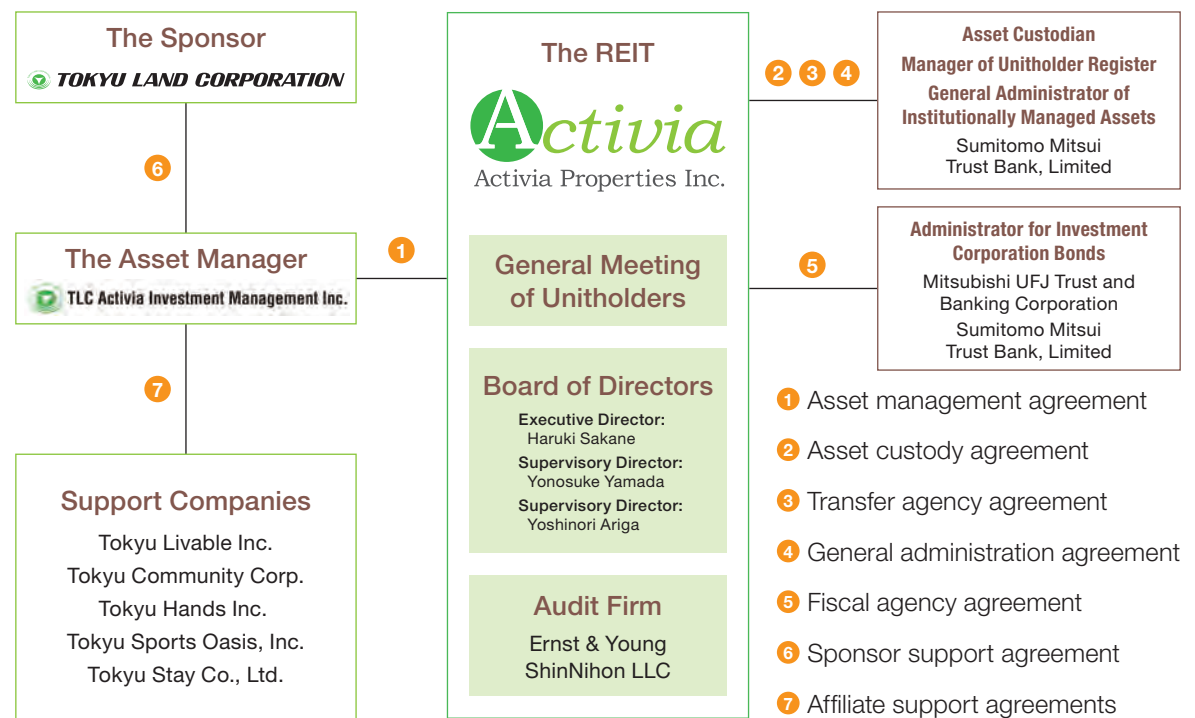 The Sponsor
TOKYU LAND CORPORATION
6
The Asset Manager
TLC Activia Investment Management Inc.
7
Support Companies
Tokyu Livable Inc.
Tokyu Community Corp.
Tokyu Hands Inc.
Tokyu Sports Oasis, Inc.
Tokyu Stay Co., Ltd.
1
The REIT
Activia
Activia Properties Inc.
General Meeting
of Unitholders
Board of Directors
Executive Director:
Haruki Sakane
Supervisory Director:
Yonosuke Yamada
Supervisory Director:
Yoshinori Ariga
Audit Firm
Ernst & Young
ShinNihon LLC
2 3 4
Asset Custodian
Manager of Unitholder Register
General Administrator of
Institutionally Managed Assets
Sumitomo Mitsui
Trust Bank, Limited
5
Administrator for Investment
Corporation Bonds
Mitsubishi UFJ Trust and
Banking Corporation
Sumitomo Mitsui
Trust Bank, Limited
1 Asset management agreement
2 Asset custody agreement
3 Transfer agency agreement
4 General administration agreement
5 Fiscal agency agreement
6 Sponsor support agreement
7 Affiliate support agreements